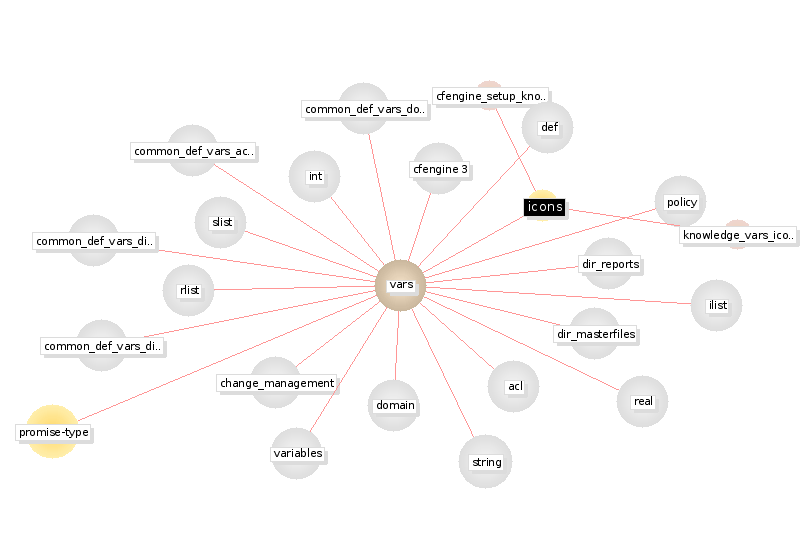 cfengine_setup_kno..
common_def_vars_do..
def
common_def_vars_ac..
cfengine 3
int
policy
icons
slist
knowledge_vars_ico..
common_def_vars_di..
dir_reports
vars
rlist
ilist
dir_masterfiles
common_def_vars_di..
change_management
acl
real
domain
promise-type
variables
string